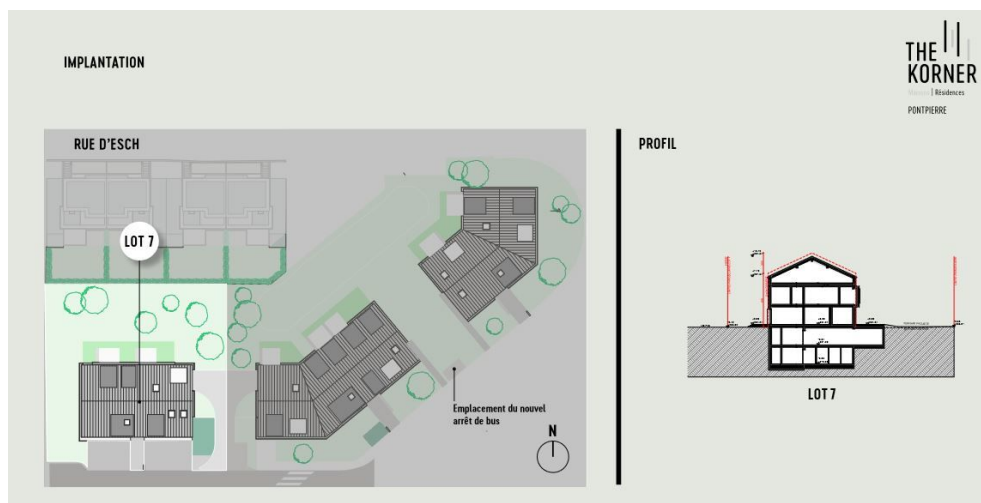 IMPLANTATION
THE
KORNER
Résidences
PONTPIERRE
RUE D'ESCH
LOT 7
Emplacement du nouvel
arrêt de bus
N
PROFIL
LOT 7